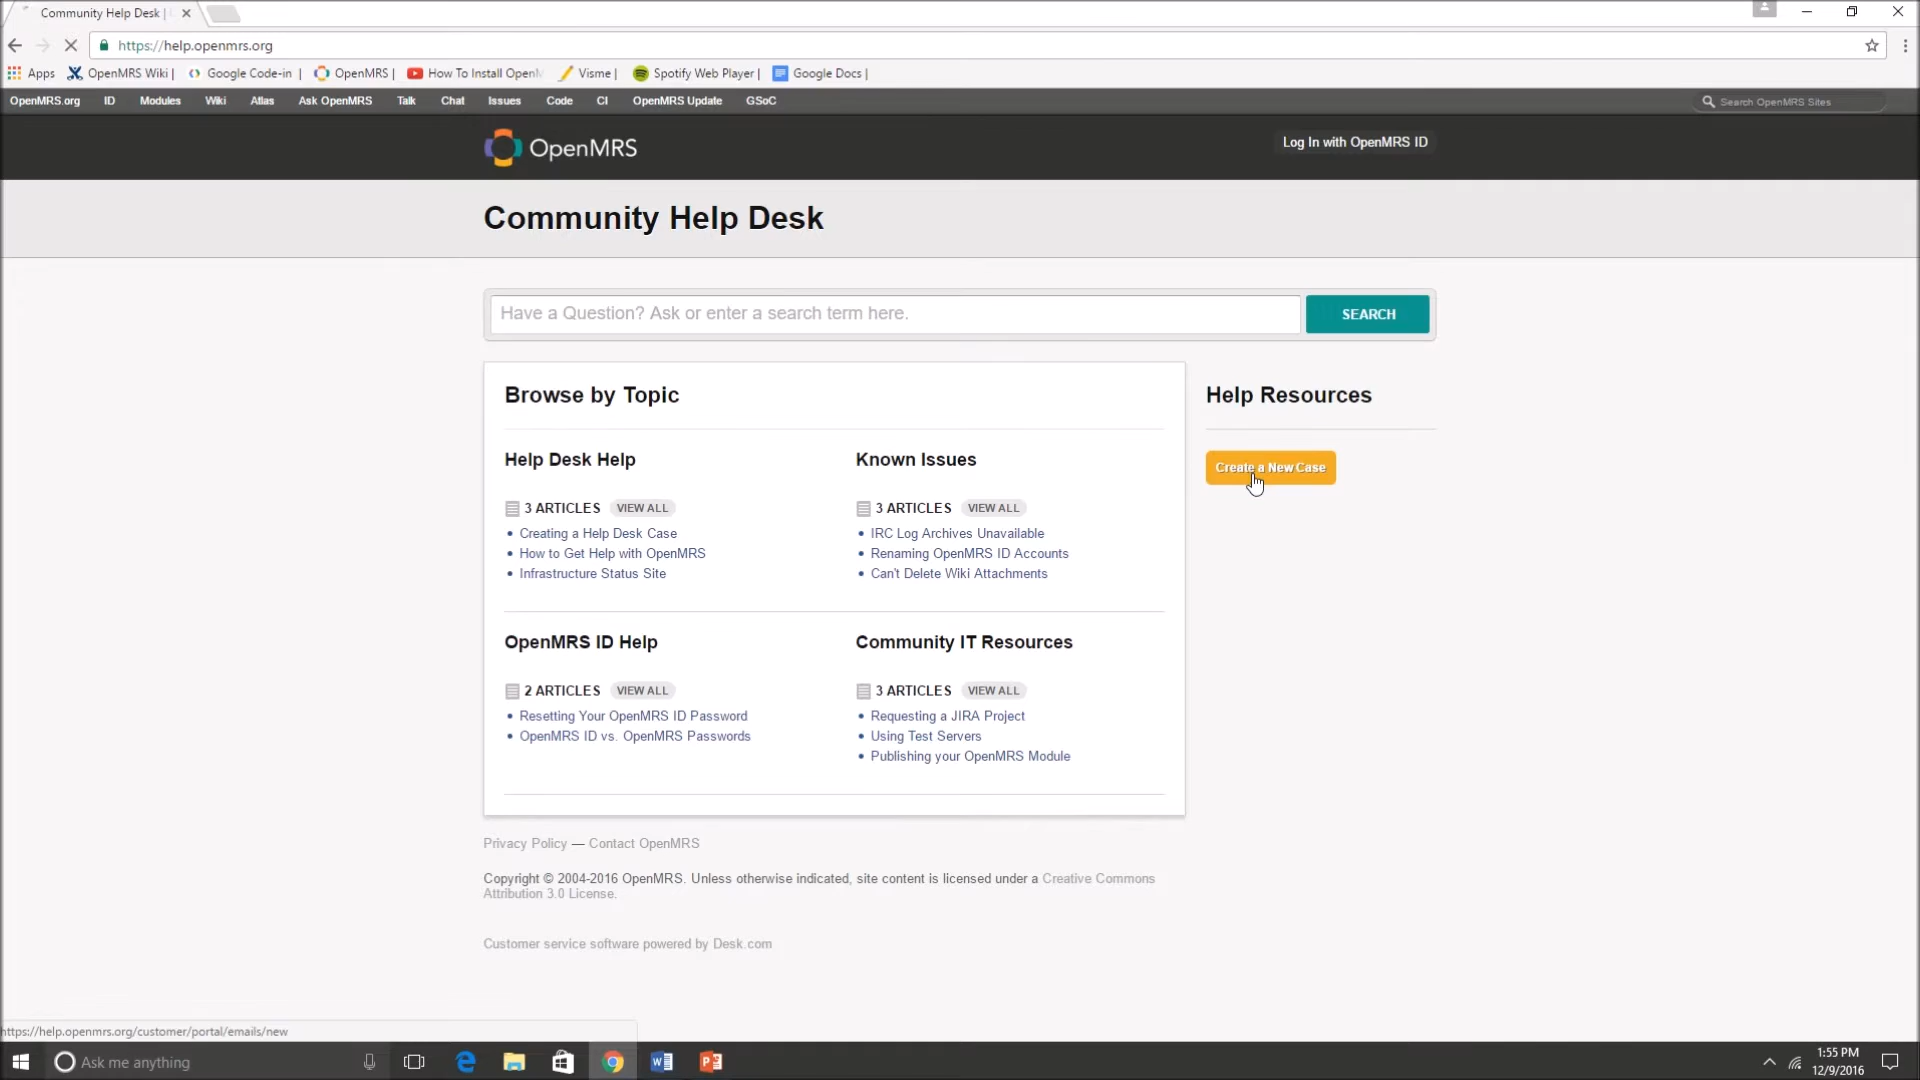 Community Help Desk |
https://help.openmrs.org
Apps OpenMRS Wiki | Google Code-in | OpenMRS | How To Install OpenM Visme | Spotify Web Player | Google Docs |
OpenMRS.org ID Modules Wiki Atlas Ask OpenMRS Talk Chat Issues Code CI OpenMRS Update GSoC Search OpenMRS Sites
OpenMRS Log In with OpenMRS ID
Community Help Desk
Have a Question? Ask or enter a search term here. SEARCH
Browse by Topic
Help Desk Help
3 ARTICLES VIEW ALL
• Creating a Help Desk Case
• How to Get Help with OpenMRS
• Infrastructure Status Site
Known Issues
3 ARTICLES VIEW ALL
• IRC Log Archives Unavailable
• Renaming OpenMRS ID Accounts
• Can't Delete Wiki Attachments
OpenMRS ID Help
2 ARTICLES VIEW ALL
• Resetting Your OpenMRS ID Password
• OpenMRS ID vs. OpenMRS Passwords
Community IT Resources
3 ARTICLES VIEW ALL
• Requesting a JIRA Project
• Using Test Servers
• Publishing your OpenMRS Module
Help Resources
Create a New Case
Privacy Policy — Contact OpenMRS
Copyright © 2004-2016 OpenMRS. Unless otherwise indicated, site content is licensed under a Creative Commons
Attribution 3.0 License.
Customer service software powered by Desk.com
https://help.openmrs.org/customer/portal/emails/new
Ask me anything
1:55 PM
12/9/2016